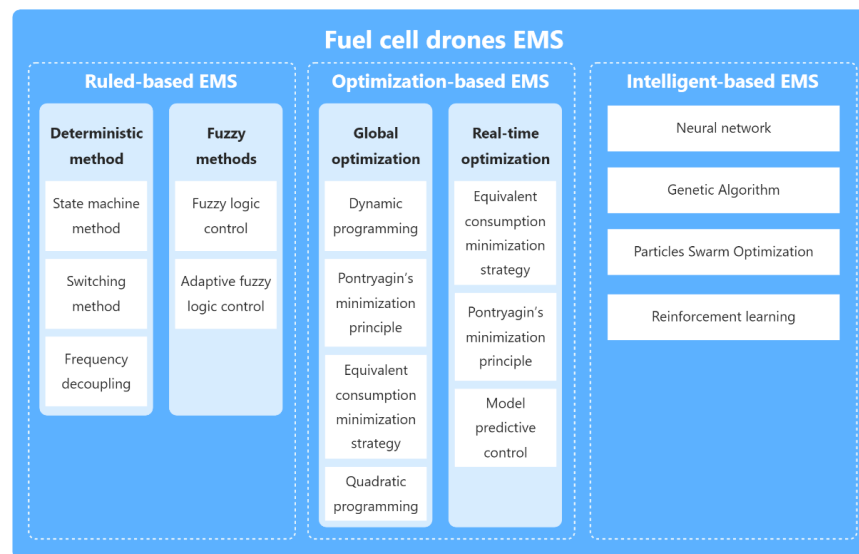 Fuel cell drones EMS
Ruled-based EMS
Deterministic
method
State machine
method
Switching
method
Frequency
decoupling
Fuzzy
methods
Fuzzy logic
control
Adaptive fuzzy
logic control
Optimization-based EMS
Global
optimization
Dynamic
programming
Pontryagin’s
minimization
principle
Equivalent
consumption
minimization
strategy
Quadratic
programming
Real-time
optimization
Equivalent
consumption
minimization
strategy
Pontryagin’s
minimization
principle
Model
predictive
control
Intelligent-based EMS
Neural network
Genetic Algorithm
Particles Swarm Optimization
Reinforcement learning